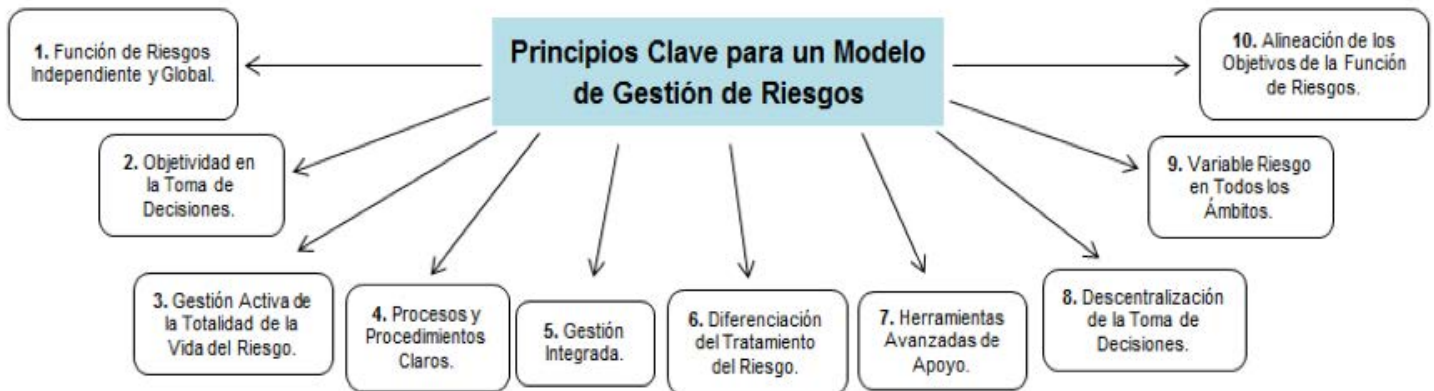 Principios Clave para un Modelo
de Gestión de Riesgos
1. Función de Riesgos
Independiente y Global.
2. Objetividad en
la Toma de
Decisiones.
3. Gestión Activa de
la Totalidad de la
Vida del Riesgo.
4. Procesos y
Procedimientos
Claros.
5. Gestión
Integrada.
6. Diferenciación
del Tratamiento
del Riesgo.
7. Herramientas
Avanzadas de
Apoyo.
8. Descentralización
de la Toma de
Decisiones.
9. Variable Riesgo
en Todos los
Ámbitos.
10. Alineación de los
Objetivos de la Función
de Riesgos.